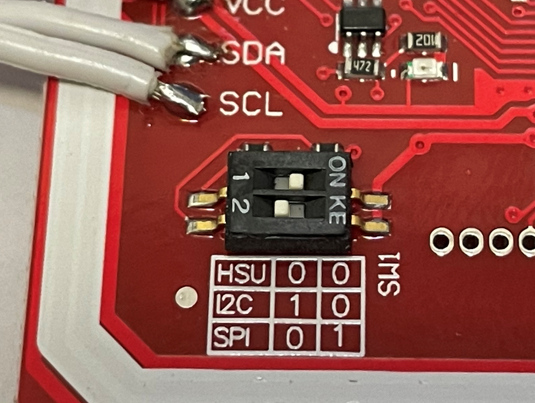 VCC
SDA
SCL
201
472
ON KE
1
2
SW1
HSU 0 0
I2C 1 0
SPI 0 1